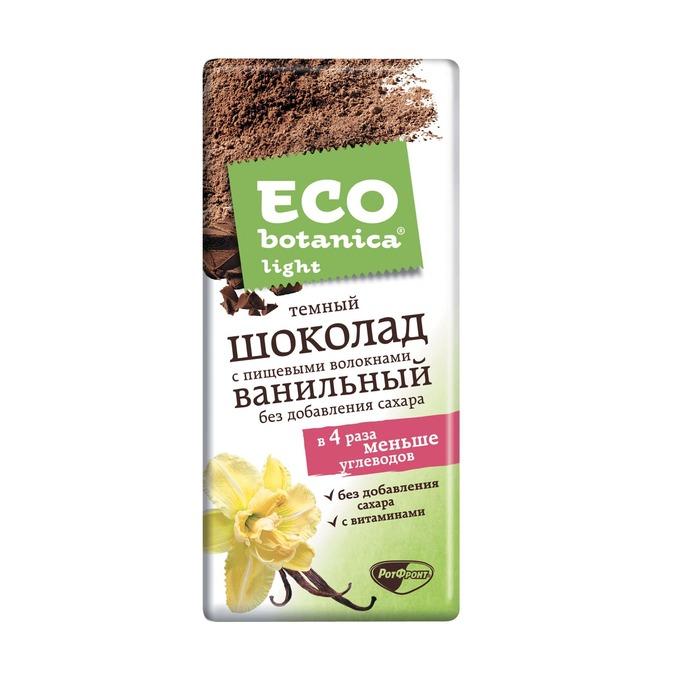 ECO
botanica®
light
темный
шоколад
с пищевыми волокнами
ванильный
без добавления сахара
в 4 раза
меньше
углеводов
✓ без добавления
сахара
✓ с витаминами
РотФронт